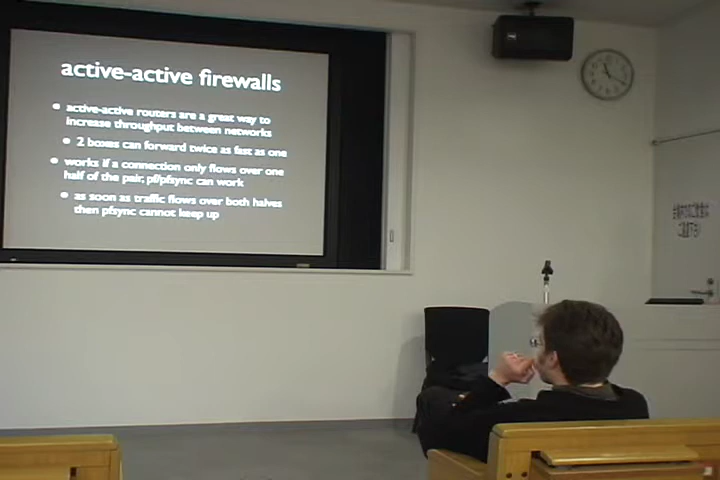 active-active firewalls
active-active routers are a great way to
increase throughput between networks
2 boxes can forward twice as fast as one
works if a connection only flows over one
half of the pair, pf/pfsync can work
as soon as traffic flows over both halves
then pfsync cannot keep up